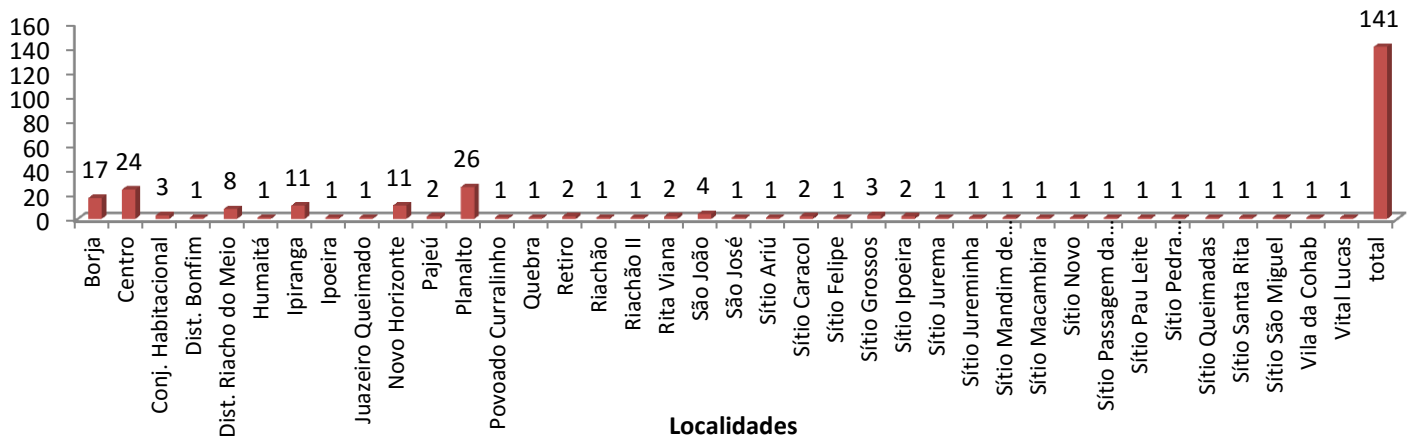 160
140
120
100
80
60
40
20
0
17
24
3
1
8
1
11
1
1
11
2
26
1
1
2
1
1
2
4
1
1
2
1
3
2
1
1
1
1
1
1
1
1
1
1
1
1
1
141
Borja
Centro
Conj. Habitacional
Dist. Bonfim
Dist. Riacho do Meio
Humaitá
Ipiranga
Ipoeira
Juazeiro Queimado
Novo Horizonte
Pajeú
Planalto
Povoado Curralinho
Quebra
Retiro
Riachão
Riachão II
Rita Viana
São João
São José
Sítio Ariú
Sítio Caracol
Sítio Felipe
Sítio Grossos
Sítio Ipoeira
Sítio Jurema
Sítio Jureminha
Sítio Mandim de...
Sítio Macambira
Sítio Novo
Sítio Passagem da...
Sítio Pau Leite
Sítio Pedra...
Sítio Queimadas
Sítio Santa Rita
Sítio São Miguel
Vila da Cohab
Vital Lucas
total
Localidades